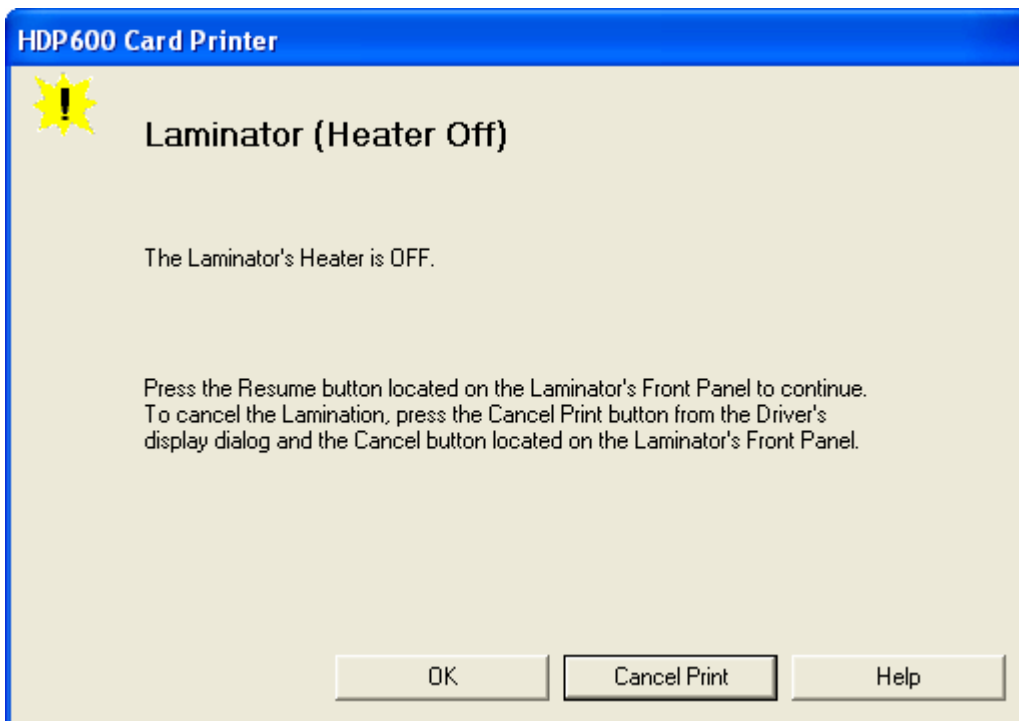 HDP600 Card Printer
!
Laminator (Heater Off)
The Laminator's Heater is OFF.
Press the Resume button located on the Laminator's Front Panel to continue.
To cancel the Lamination, press the Cancel Print button from the Driver's
display dialog and the Cancel button located on the Laminator's Front Panel.
OK
Cancel Print
Help